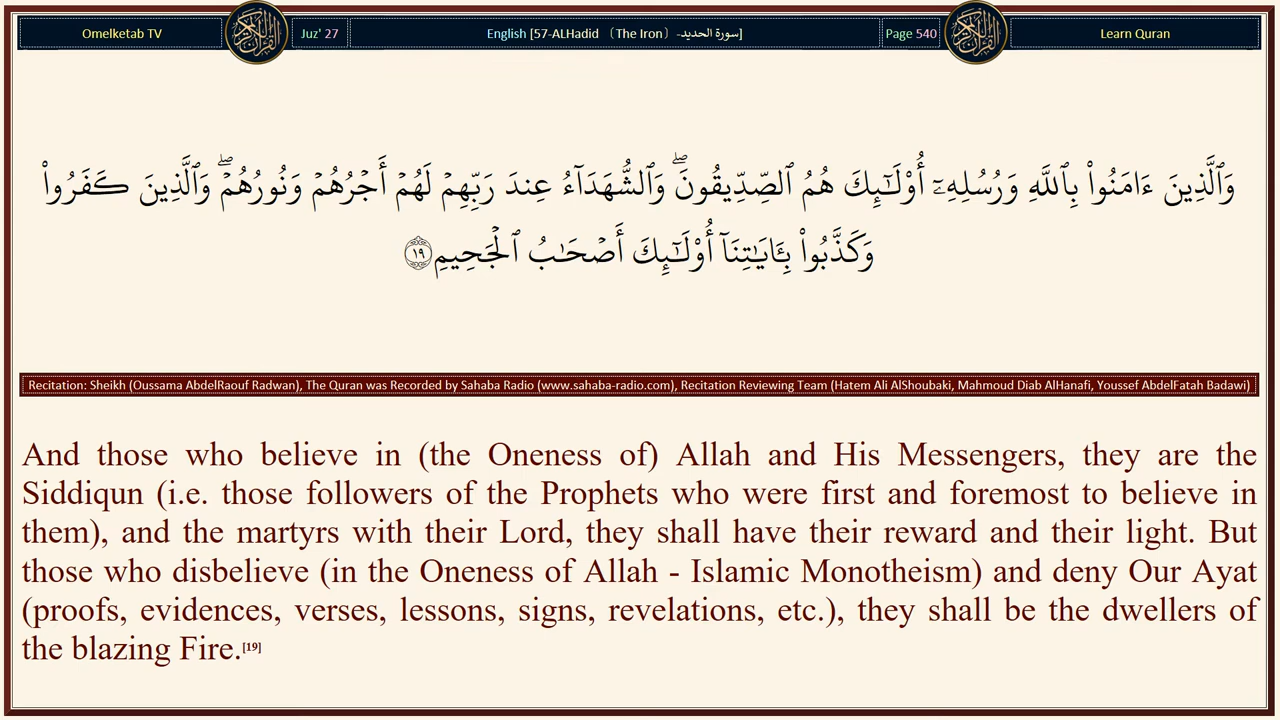 Omelketab TV
Juz' 27
English [57-ALHadid （The Iron）-سورة الحديد]
Page 540
Learn Quran
وَٱلَّذِينَ ءَامَنُوا۟ بِٱللَّهِ وَرُسُلِهِۦٓ أُو۟لَـٰٓئِكَ هُمُ ٱلصِّدِّيقُونَ ۖ وَٱلشُّهَدَآءُ عِندَ رَبِّهِمْ لَهُمْ أَجْرُهُمْ وَنُورُهُمْ ۖ وَٱلَّذِينَ كَفَرُوا۟
وَكَذَّبُوا۟ بِـَٔايَـٰتِنَآ أُو۟لَـٰٓئِكَ أَصْحَـٰبُ ٱلْجَحِيمِ ١٩
Recitation: Sheikh (Oussama AbdelRaouf Radwan), The Quran was Recorded by Sahaba Radio (www.sahaba-radio.com), Recitation Reviewing Team (Hatem Ali AlShoubaki, Mahmoud Diab AlHanafi, Youssef AbdelFatah Badawi)
And those who believe in (the Oneness of) Allah and His Messengers, they are the
Siddiqun (i.e. those followers of the Prophets who were first and foremost to believe in
them), and the martyrs with their Lord, they shall have their reward and their light. But
those who disbelieve (in the Oneness of Allah - Islamic Monotheism) and deny Our Ayat
(proofs, evidences, verses, lessons, signs, revelations, etc.), they shall be the dwellers of
the blazing Fire.[19]